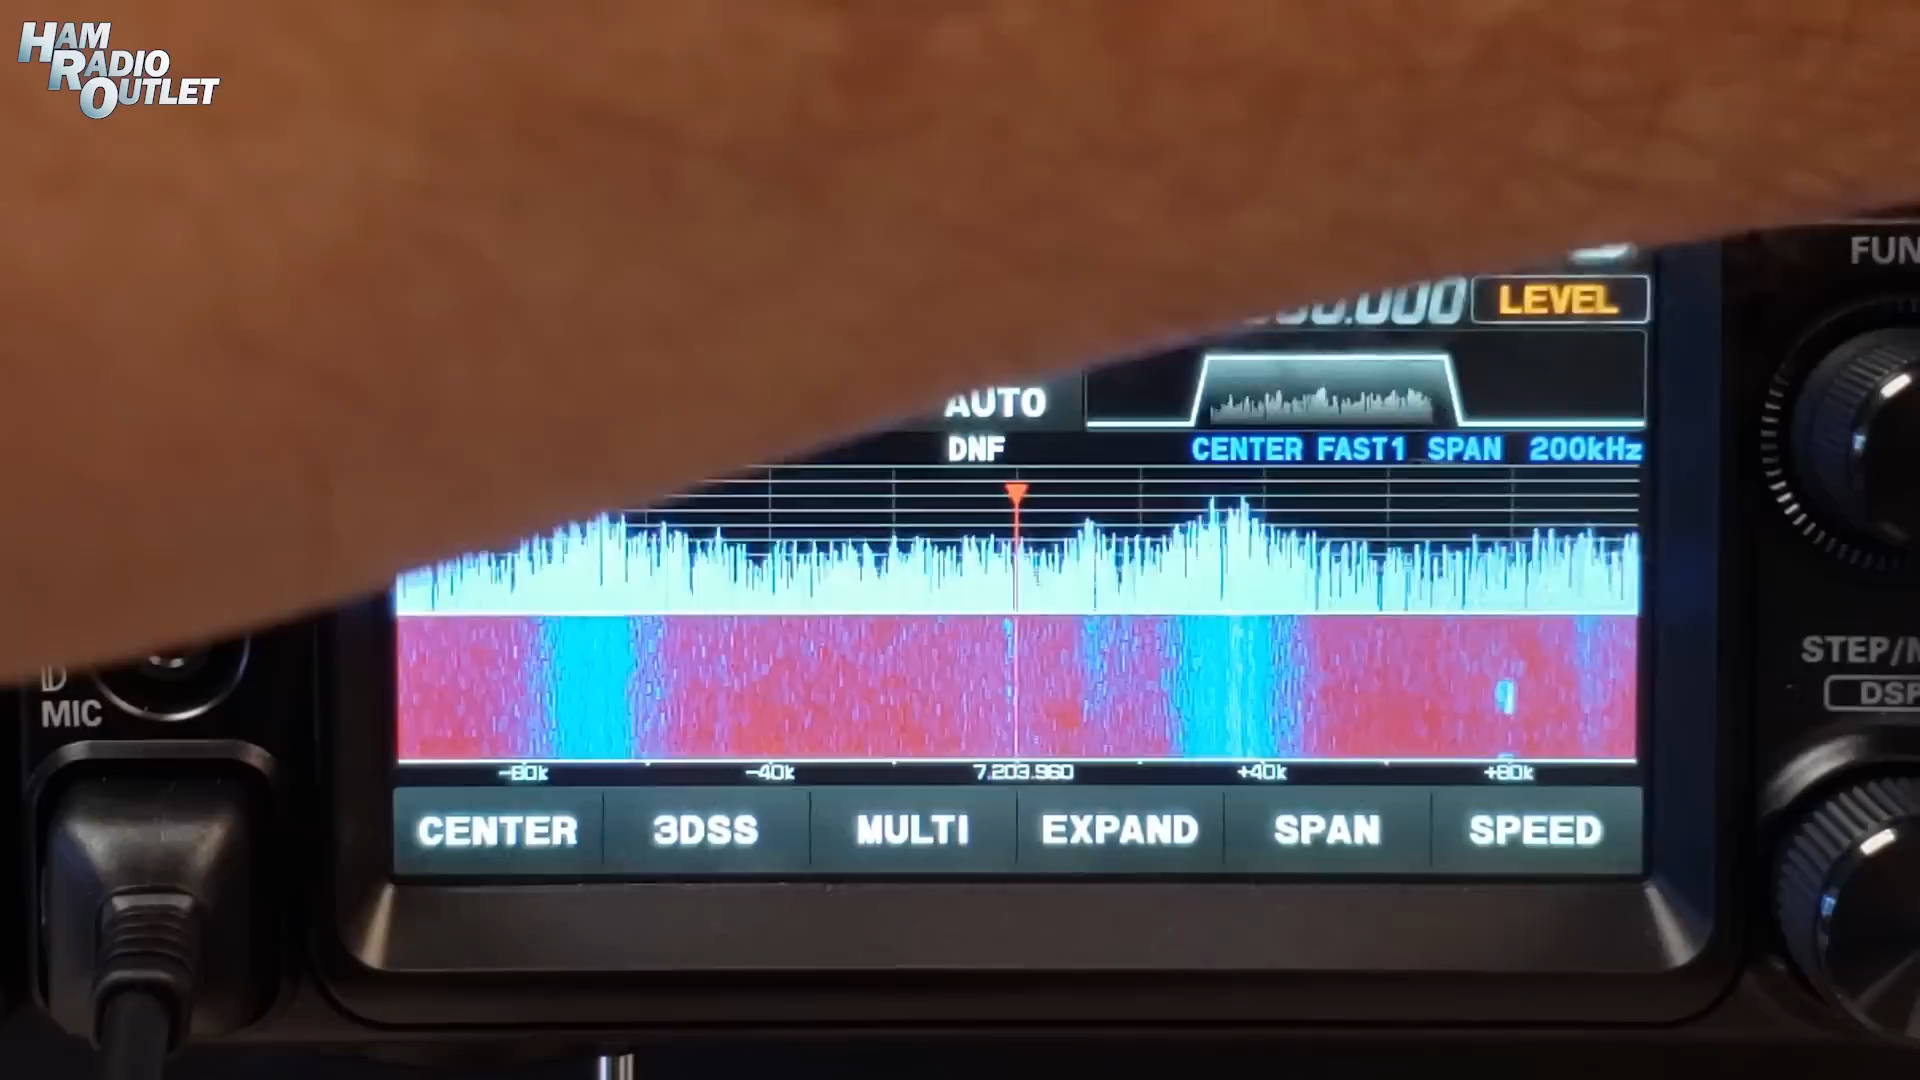 HAM
RADIO
OUTLET
FUN
.000 LEVEL
AUTO
DNF CENTER FAST1 SPAN 200kHz
MIC
STEP/M
DSP
-80k -40k 7.203.960 +40k +80k
CENTER 3DSS MULTI EXPAND SPAN SPEED